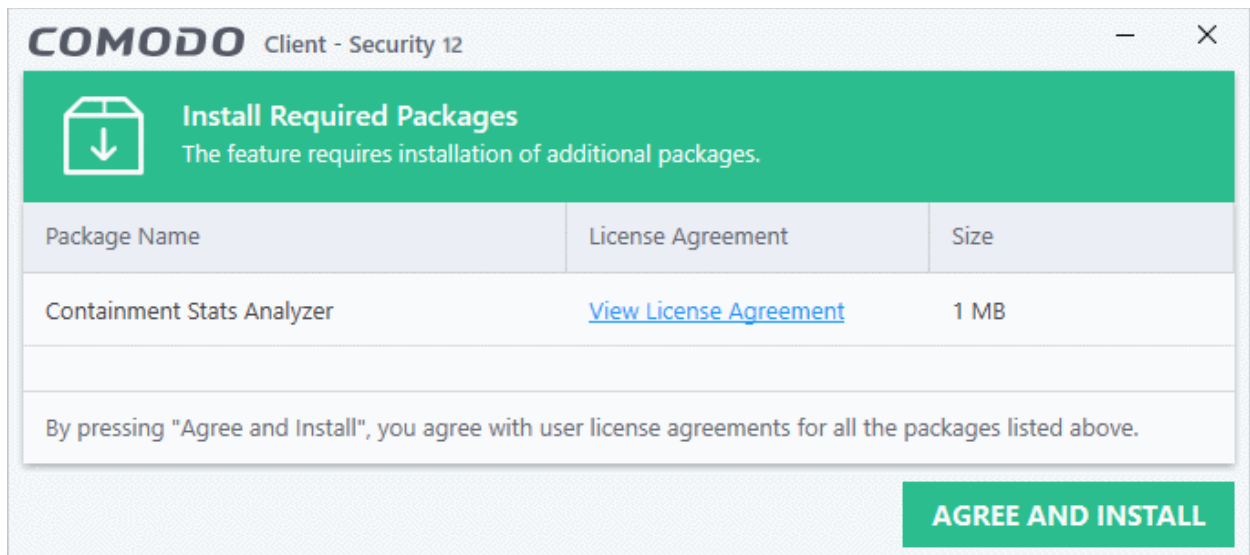 COMODO Client - Security 12
Install Required Packages
The feature requires installation of additional packages.
Package Name License Agreement Size
Containment Stats Analyzer View License Agreement 1 MB
By pressing "Agree and Install", you agree with user license agreements for all the packages listed above.
AGREE AND INSTALL